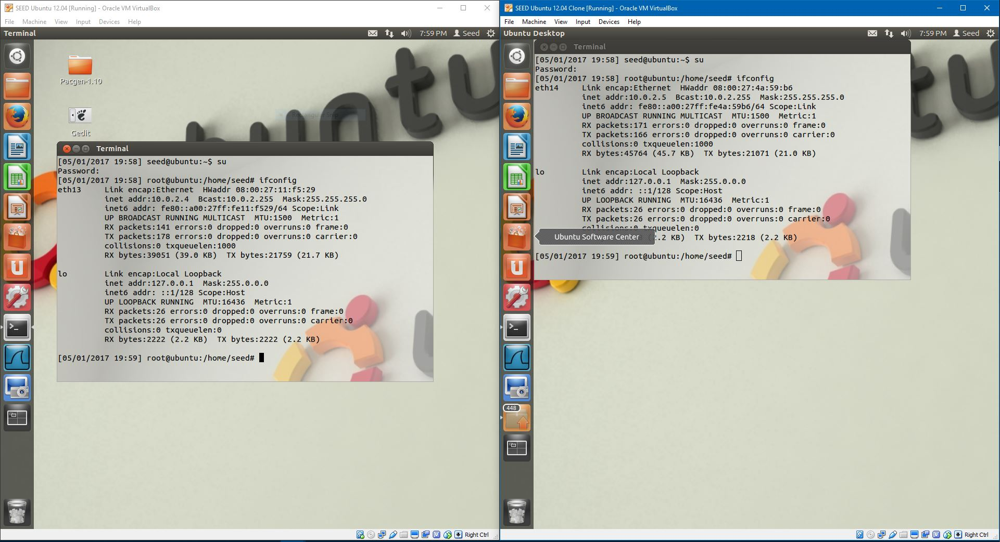 SEED Ubuntu 12.04 [Running] - Oracle VM VirtualBox
File Machine View Input Devices Help
Terminal
7:59 PM Seed
Pacgen-1.10
Rectangular Snip
Gedit
Terminal
[05/01/2017 19:58] seed@ubuntu:~$ su
Password:
[05/01/2017 19:58] root@ubuntu:/home/seed# ifconfig
eth13 Link encap:Ethernet HWaddr 08:00:27:11:f5:29
inet addr:10.0.2.4 Bcast:10.0.2.255 Mask:255.255.255.0
inet6 addr: fe80::a00:27ff:fe11:f529/64 Scope:Link
UP BROADCAST RUNNING MULTICAST MTU:1500 Metric:1
RX packets:141 errors:0 dropped:0 overruns:0 frame:0
TX packets:178 errors:0 dropped:0 overruns:0 carrier:0
collisions:0 txqueuelen:1000
RX bytes:39051 (39.0 KB) TX bytes:21759 (21.7 KB)
lo Link encap:Local Loopback
inet addr:127.0.0.1 Mask:255.0.0.0
inet6 addr: ::1/128 Scope:Host
UP LOOPBACK RUNNING MTU:16436 Metric:1
RX packets:26 errors:0 dropped:0 overruns:0 frame:0
TX packets:26 errors:0 dropped:0 overruns:0 carrier:0
collisions:0 txqueuelen:0
RX bytes:2222 (2.2 KB) TX bytes:2222 (2.2 KB)
[05/01/2017 19:59] root@ubuntu:/home/seed#
Right Ctrl
SEED Ubuntu 12.04 Clone [Running] - Oracle VM VirtualBox
File Machine View Input Devices Help
Ubuntu Desktop
7:59 PM Seed
Terminal
[05/01/2017 19:58] seed@ubuntu:~$ su
Password:
[05/01/2017 19:58] root@ubuntu:/home/seed# ifconfig
eth14 Link encap:Ethernet HWaddr 08:00:27:4a:59:b6
inet addr:10.0.2.5 Bcast:10.0.2.255 Mask:255.255.255.0
inet6 addr: fe80::a00:27ff:fe4a:59b6/64 Scope:Link
UP BROADCAST RUNNING MULTICAST MTU:1500 Metric:1
RX packets:171 errors:0 dropped:0 overruns:0 frame:0
TX packets:166 errors:0 dropped:0 overruns:0 carrier:0
collisions:0 txqueuelen:1000
RX bytes:45764 (45.7 KB) TX bytes:21071 (21.0 KB)
lo Link encap:Local Loopback
inet addr:127.0.0.1 Mask:255.0.0.0
inet6 addr: ::1/128 Scope:Host
UP LOOPBACK RUNNING MTU:16436 Metric:1
RX packets:26 errors:0 dropped:0 overruns:0 frame:0
TX packets:26 errors:0 dropped:0 overruns:0 carrier:0
collisions:0 txqueuelen:0
Ubuntu Software Center
2.2 KB) TX bytes:2218 (2.2 KB)
[05/01/2017 19:59] root@ubuntu:/home/seed#
448
Right Ctrl